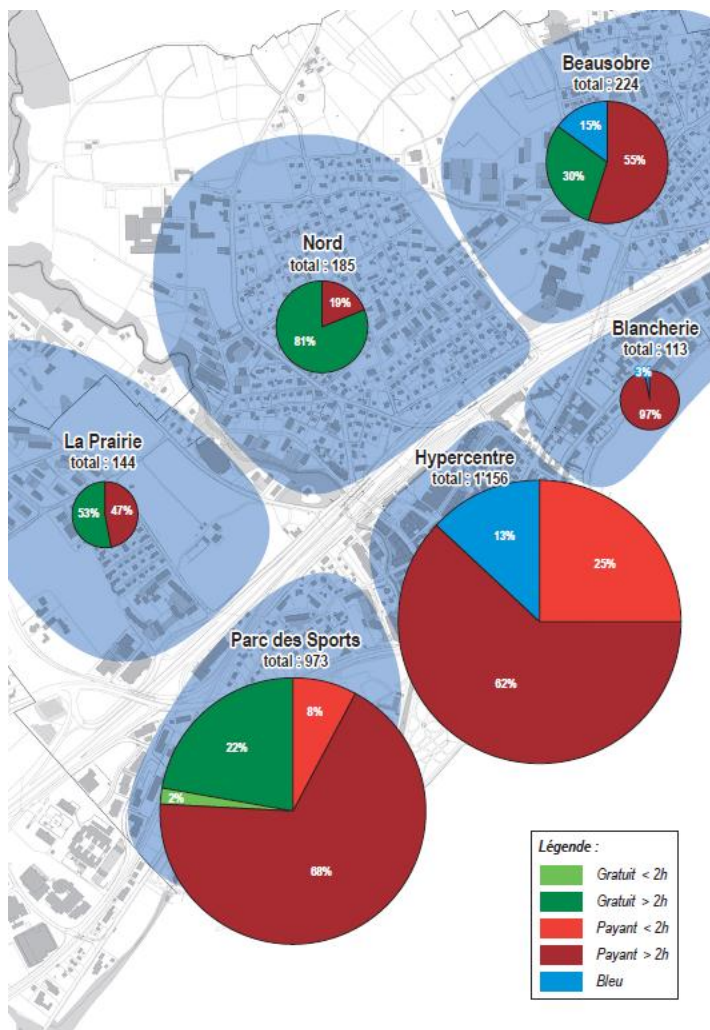 Beausobre
total : 224
15%
55%
30%
Nord
total : 185
19%
81%
Blancherie
total : 113
3%
97%
La Prairie
total : 144
53%
47%
Hypercentre
total : 1'156
13%
25%
62%
Parc des Sports
total : 973
8%
22%
2%
68%
Légende :
Gratuit < 2h
Gratuit > 2h
Payant < 2h
Payant > 2h
Bleu